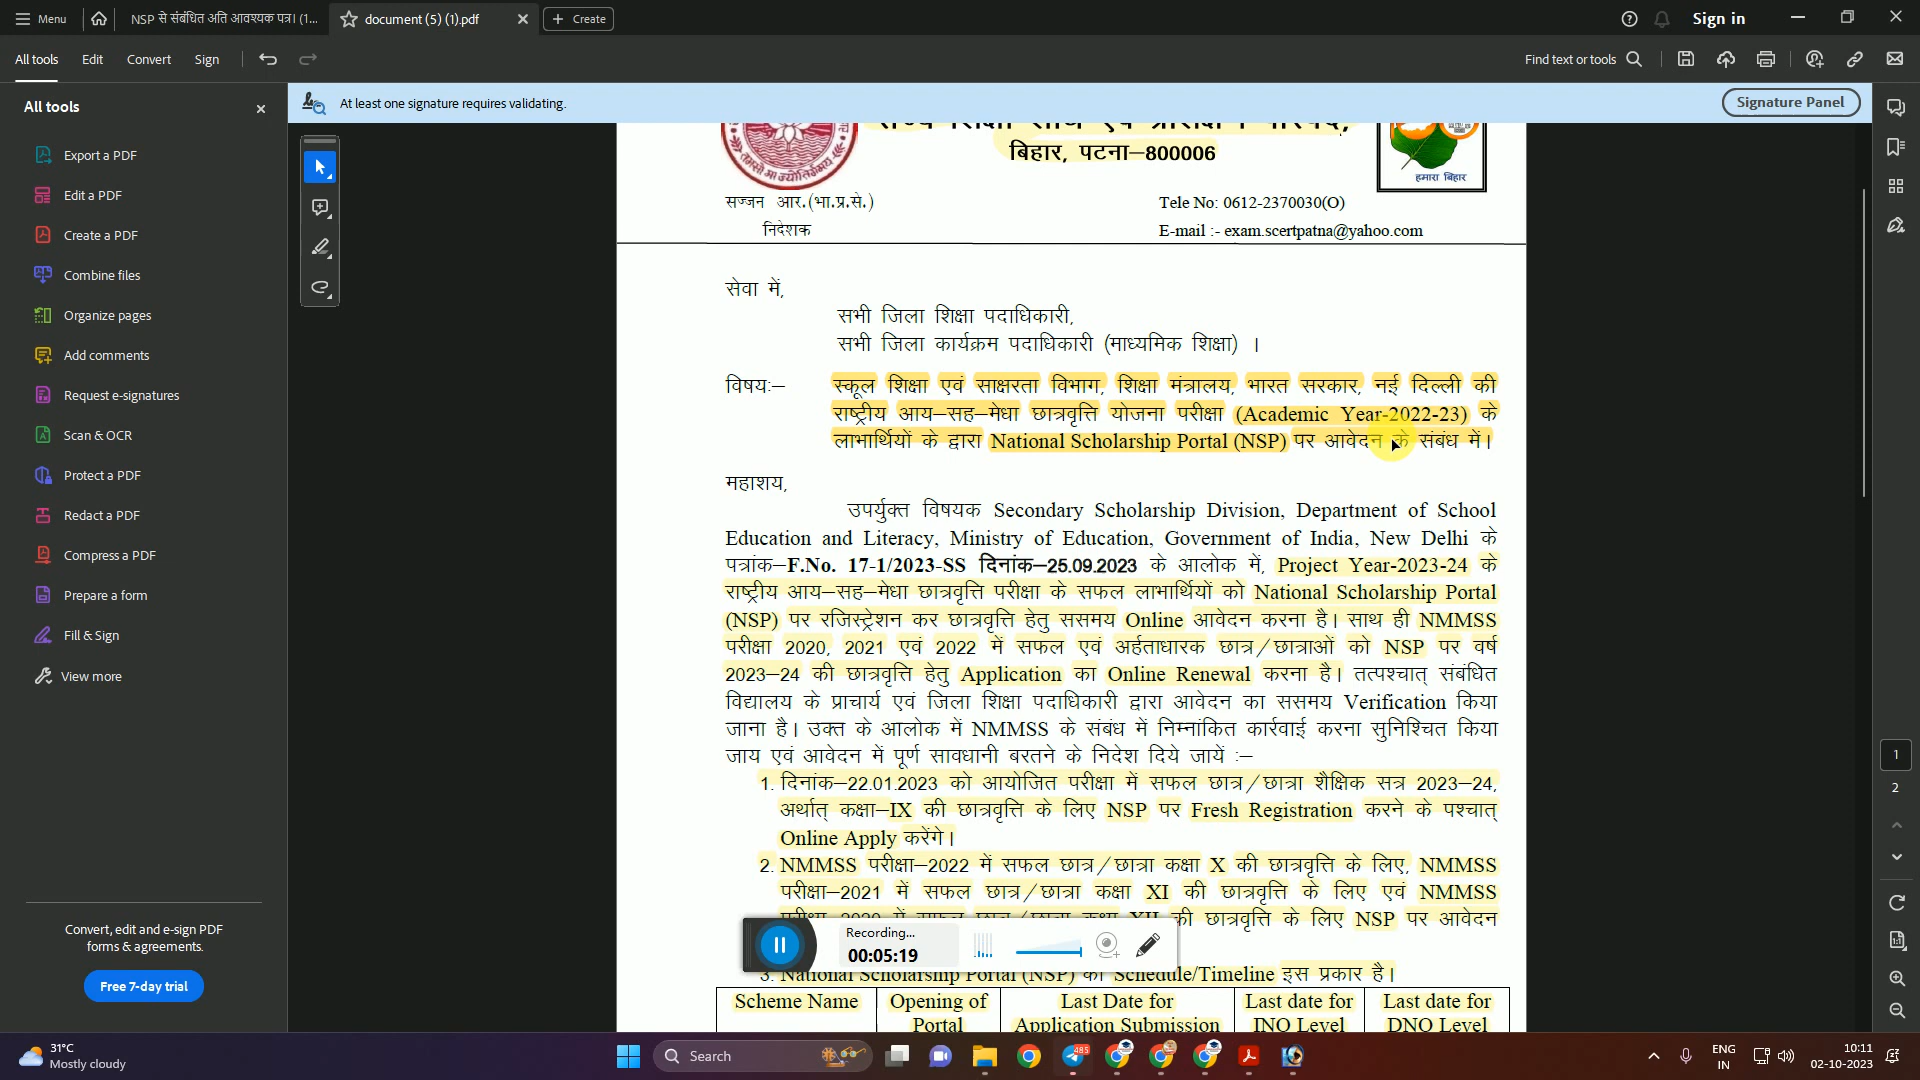 Menu
NSP से संबंधित अति आवश्यक पत्र। (1...
document (5) (1).pdf
Create
Sign in
All tools
Edit
Convert
Sign
Find text or tools
All tools
At least one signature requires validating.
Signature Panel
Export a PDF
Edit a PDF
Create a PDF
Combine files
Organize pages
Add comments
Request e-signatures
Scan & OCR
Protect a PDF
Redact a PDF
Compress a PDF
Prepare a form
Fill & Sign
View more
Convert, edit and e-sign PDF
forms & agreements.
Free 7-day trial
बिहार, पटना–800006
हमारा बिहार
सज्जन आर.(भा.प्र.से.)
निदेशक
Tele No: 0612-2370030(O)
E-mail :- exam.scertpatna@yahoo.com
सेवा में,
सभी जिला शिक्षा पदाधिकारी,
सभी जिला कार्यक्रम पदाधिकारी (माध्यमिक शिक्षा) ।
विषय:– स्कूल शिक्षा एवं साक्षरता विभाग, शिक्षा मंत्रालय, भारत सरकार, नई दिल्ली की
राष्ट्रीय आय–सह–मेधा छात्रवृत्ति योजना परीक्षा (Academic Year-2022-23) के
लाभार्थियों के द्वारा National Scholarship Portal (NSP) पर आवेदन के संबंध में।
महाशय,
उपर्युक्त विषयक Secondary Scholarship Division, Department of School
Education and Literacy, Ministry of Education, Government of India, New Delhi के
पत्रांक–F.No. 17-1/2023-SS दिनांक–25.09.2023 के आलोक में, Project Year-2023-24 के
राष्ट्रीय आय–सह–मेधा छात्रवृत्ति परीक्षा के सफल लाभार्थियों को National Scholarship Portal
(NSP) पर रजिस्ट्रेशन कर छात्रवृत्ति हेतु ससमय Online आवेदन करना है। साथ ही NMMSS
परीक्षा 2020, 2021 एवं 2022 में सफल एवं अर्हताधारक छात्र/छात्राओं को NSP पर वर्ष
2023–24 की छात्रवृत्ति हेतु Application का Online Renewal करना है। तत्पश्चात् संबंधित
विद्यालय के प्राचार्य एवं जिला शिक्षा पदाधिकारी द्वारा आवेदन का ससमय Verification किया
जाना है। उक्त के आलोक में NMMSS के संबंध में निम्नांकित कार्रवाई करना सुनिश्चित किया
जाय एवं आवेदन में पूर्ण सावधानी बरतने के निदेश दिये जायें :–
1. दिनांक–22.01.2023 को आयोजित परीक्षा में सफल छात्र/छात्रा शैक्षिक सत्र 2023–24,
अर्थात् कक्षा–IX की छात्रवृत्ति के लिए NSP पर Fresh Registration करने के पश्चात्
Online Apply करेंगे।
2. NMMSS परीक्षा–2022 में सफल छात्र/छात्रा कक्षा X की छात्रवृत्ति के लिए, NMMSS
परीक्षा–2021 में सफल छात्र/छात्रा कक्षा XI की छात्रवृत्ति के लिए एवं NMMSS
परीक्षा–2020 में सफल छात्र/छात्रा कक्षा XII की छात्रवृत्ति के लिए NSP पर आवेदन
Recording...
00:05:19
3. National Scholarship Portal (NSP) का Schedule/Timeline इस प्रकार है।
Scheme Name
Opening of
Portal
Last Date for
Application Submission
Last date for
INO Level
Last date for
DNO Level
1
2
31°C
Mostly cloudy
Search
485
ENG
IN
10:11
02-10-2023